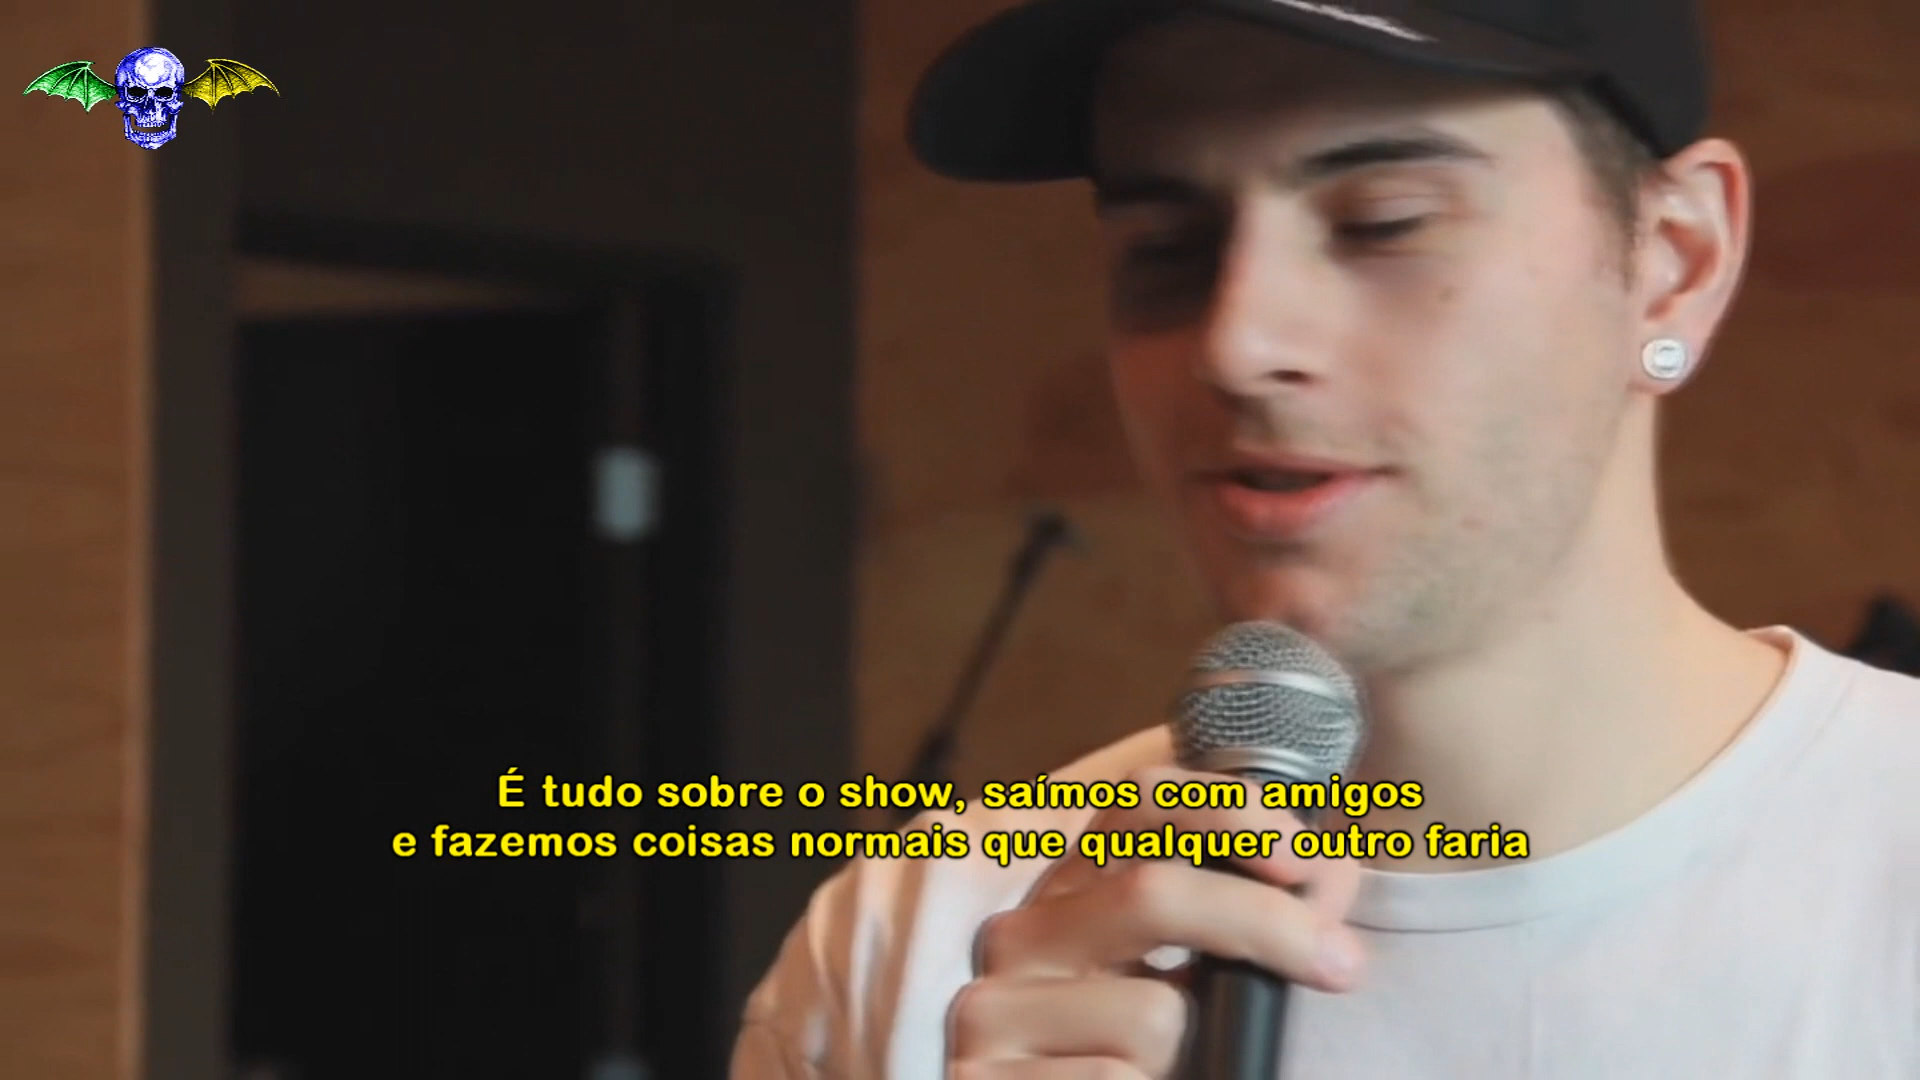 É tudo sobre o show, saímos com amigos
e fazemos coisas normais que qualquer outro faria